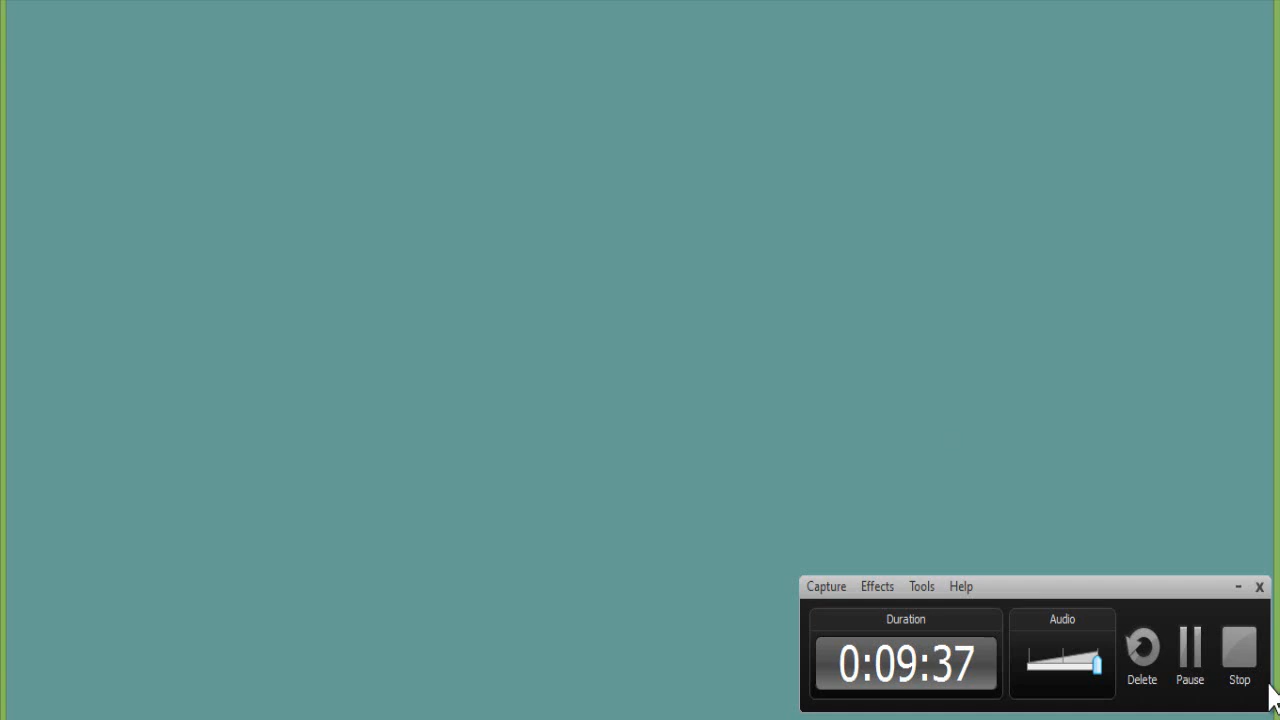 Capture Effects Tools Help - X
Duration Audio
0:09:37
Delete Pause Stop